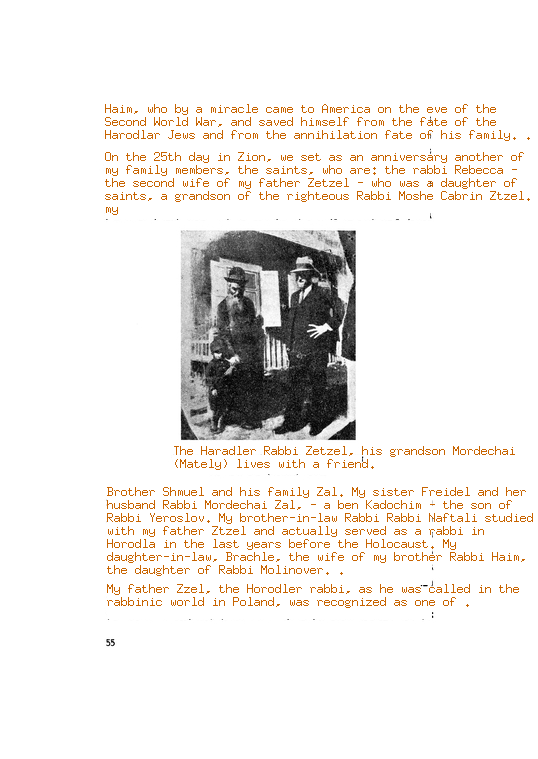 Haim, who by a miracle came to America on the eve of the
Second World War, and saved himself from the fate of the
Harodlar Jews and from the annihilation fate of his family. .
On the 25th day in Zion, we set as an anniversary another of
my family members, the saints, who are: the rabbi Rebecca -
the second wife of my father Zetzel - who was a daughter of
saints, a grandson of the righteous Rabbi Moshe Cabrin Ztzel.
my
The Haradler Rabbi Zetzel, his grandson Mordechai
(Mately) lives with a friend.
Brother Shmuel and his family Zal. My sister Freidel and her
husband Rabbi Mordechai Zal, - a ben Kadochim - the son of
Rabbi Yeroslov. My brother-in-law Rabbi Rabbi Naftali studied
with my father Ztzel and actually served as a rabbi in
Horodla in the last years before the Holocaust. My
daughter-in-law, Brachle, the wife of my brother Rabbi Haim,
the daughter of Rabbi Molinover. .
My father Zzel, the Horodler rabbi, as he was called in the
rabbinic world in Poland, was recognized as one of .
55